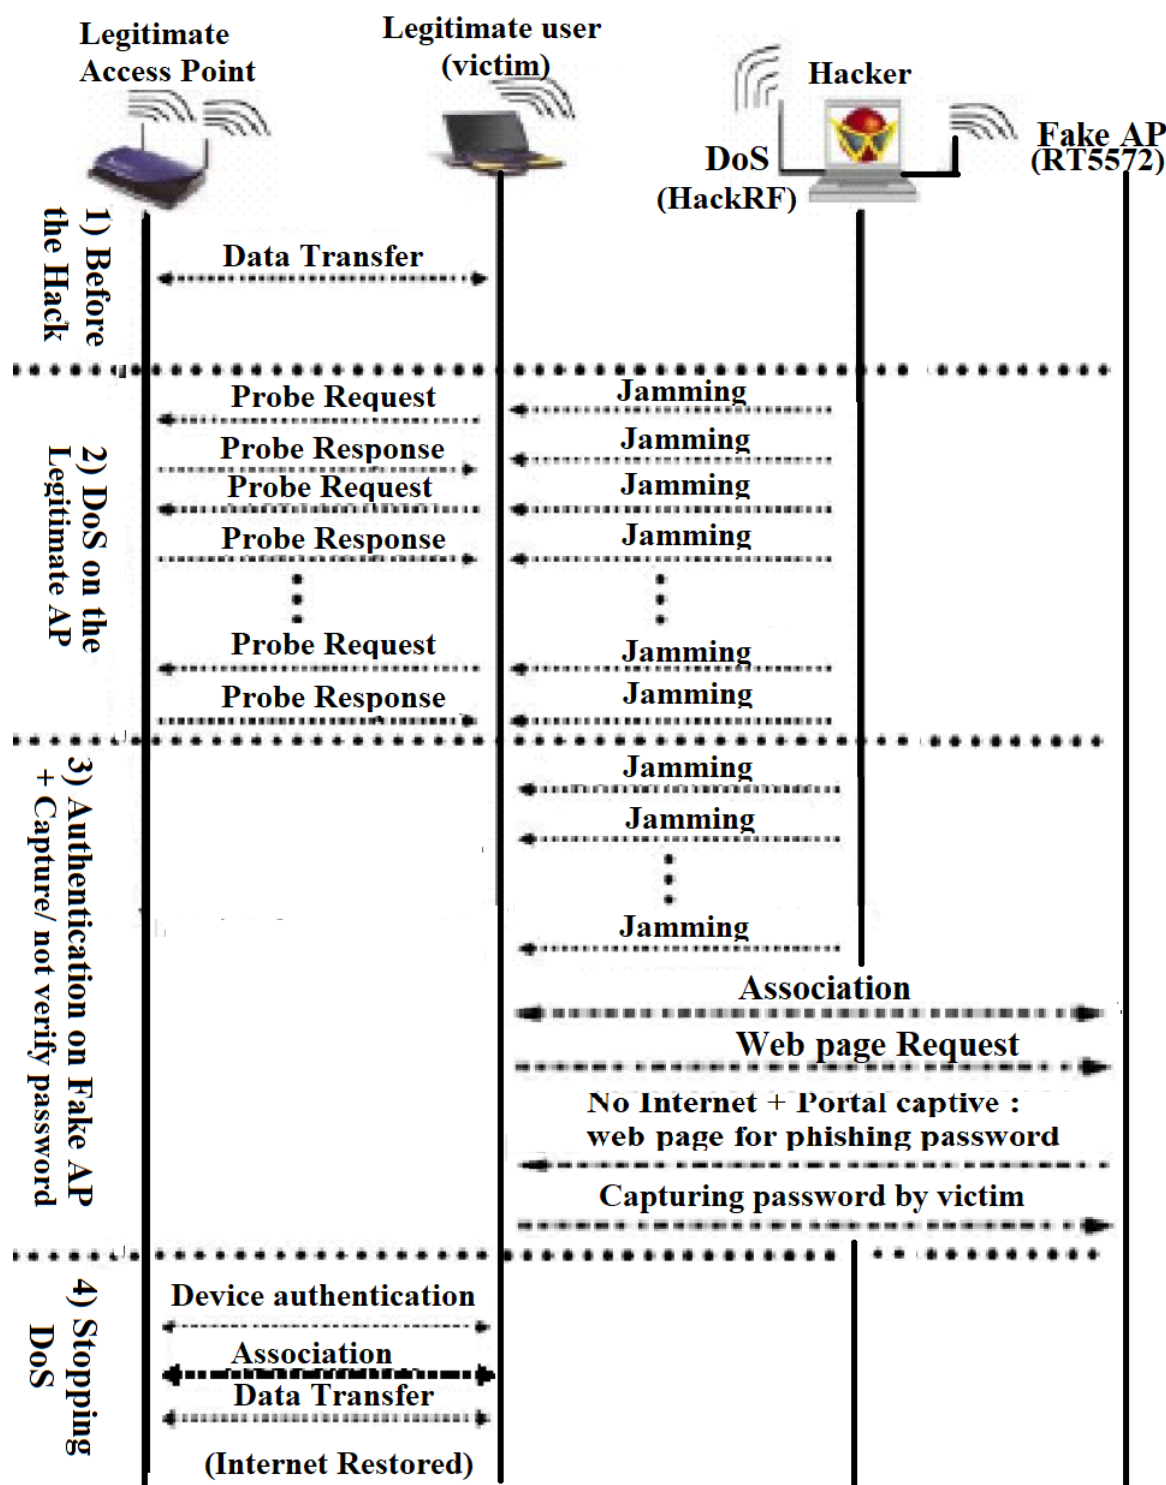 Legitimate
Access Point
Legitimate user
(victim)
Hacker
DoS
(HackRF)
Fake AP
(RT5572)
1) Before
the Hack
Data Transfer
2) DoS on the
Legitimate AP
Probe Request
Jamming
Probe Response
Jamming
Probe Request
Jamming
Probe Response
Jamming
Probe Request
Jamming
Probe Response
Jamming
3) Authentication on Fake AP
+ Capture/ not verify password
Jamming
Jamming
Jamming
Association
Web page Request
No Internet + Portal captive :
web page for phishing password
Capturing password by victim
4) Stopping
DoS
Device authentication
Association
Data Transfer
(Internet Restored)